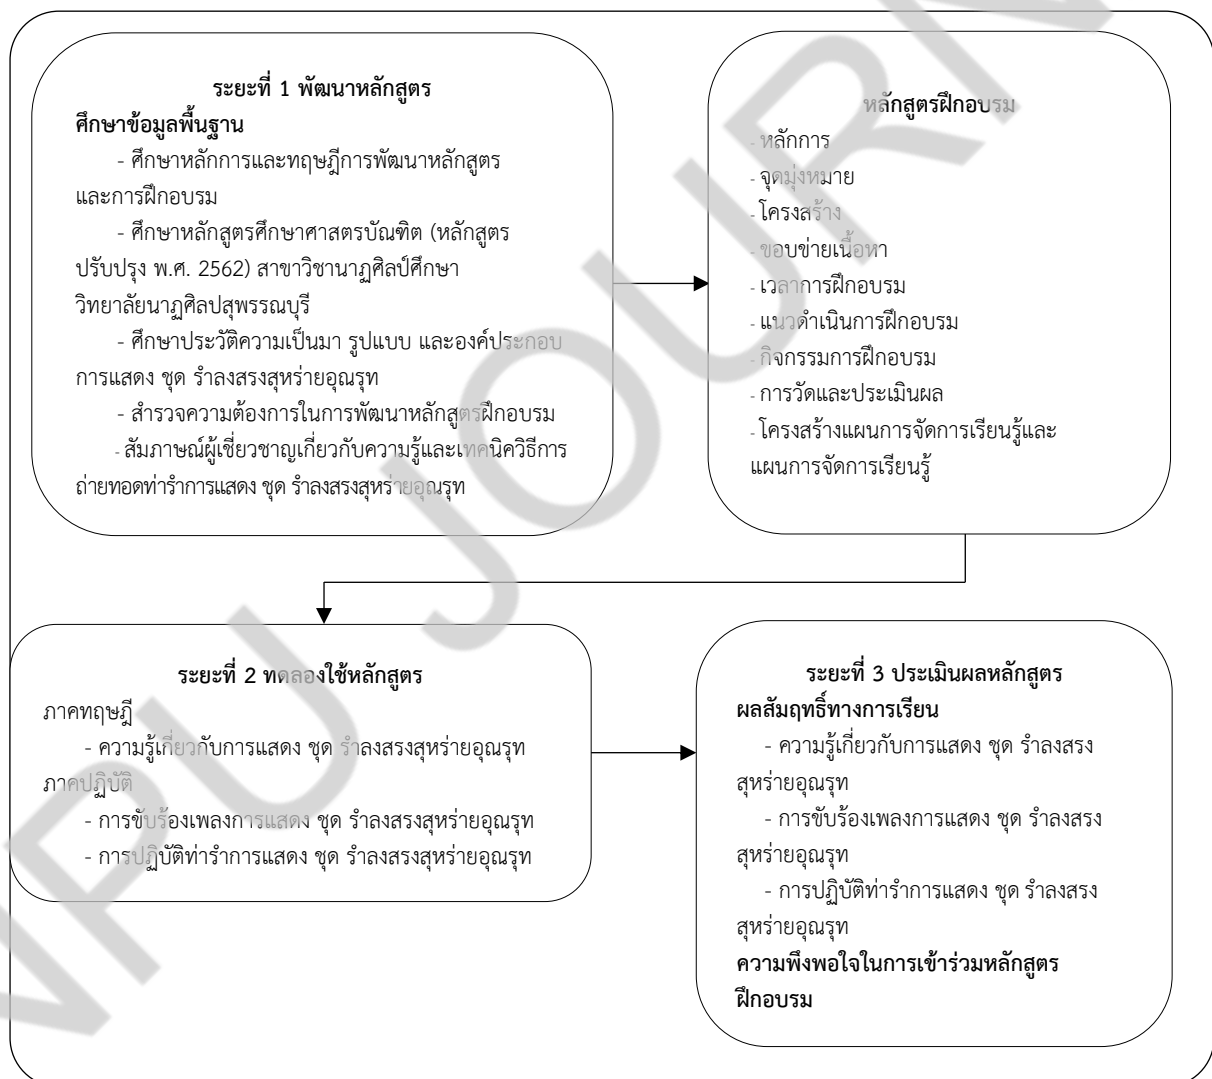 ระยะที่ 1 พัฒนาหลักสูตร
ศึกษาข้อมูลพื้นฐาน
- ศึกษาหลักการและทฤษฎีการพัฒนาหลักสูตร
และการฝึกอบรม
- ศึกษาหลักสูตรศึกษาศาสตรบัณฑิต (หลักสูตร
ปรับปรุง พ.ศ. 2562) สาขาวิชานาฏศิลป์ศึกษา
วิทยาลัยนาฏศิลปสุพรรณบุรี
- ศึกษาประวัติความเป็นมา รูปแบบ และองค์ประกอบ
การแสดง ชุด รำลงสรงสุหร่ายอุณรุท
- สำรวจความต้องการในการพัฒนาหลักสูตรฝึกอบรม
- สัมภาษณ์ผู้เชี่ยวชาญเกี่ยวกับความรู้และเทคนิควิธีการ
ถ่ายทอดท่ารำการแสดง ชุด รำลงสรงสุหร่ายอุณรุท
หลักสูตรฝึกอบรม
- หลักการ
- จุดมุ่งหมาย
- โครงสร้าง
- ขอบข่ายเนื้อหา
- เวลาการฝึกอบรม
- แนวดำเนินการฝึกอบรม
- กิจกรรมการฝึกอบรม
- การวัดและประเมินผล
- โครงสร้างแผนการจัดการเรียนรู้และ
แผนการจัดการเรียนรู้
ระยะที่ 2 ทดลองใช้หลักสูตร
ภาคทฤษฎี
- ความรู้เกี่ยวกับการแสดง ชุด รำลงสรงสุหร่ายอุณรุท
ภาคปฏิบัติ
- การขับร้องเพลงการแสดง ชุด รำลงสรงสุหร่ายอุณรุท
- การปฏิบัติท่ารำการแสดง ชุด รำลงสรงสุหร่ายอุณรุท
ระยะที่ 3 ประเมินผลหลักสูตร
ผลสัมฤทธิ์ทางการเรียน
- ความรู้เกี่ยวกับการแสดง ชุด รำลงสรง
สุหร่ายอุณรุท
- การขับร้องเพลงการแสดง ชุด รำลงสรง
สุหร่ายอุณรุท
- การปฏิบัติท่ารำการแสดง ชุด รำลงสรง
สุหร่ายอุณรุท
ความพึงพอใจในการเข้าร่วมหลักสูตร
ฝึกอบรม
NPU JOURN